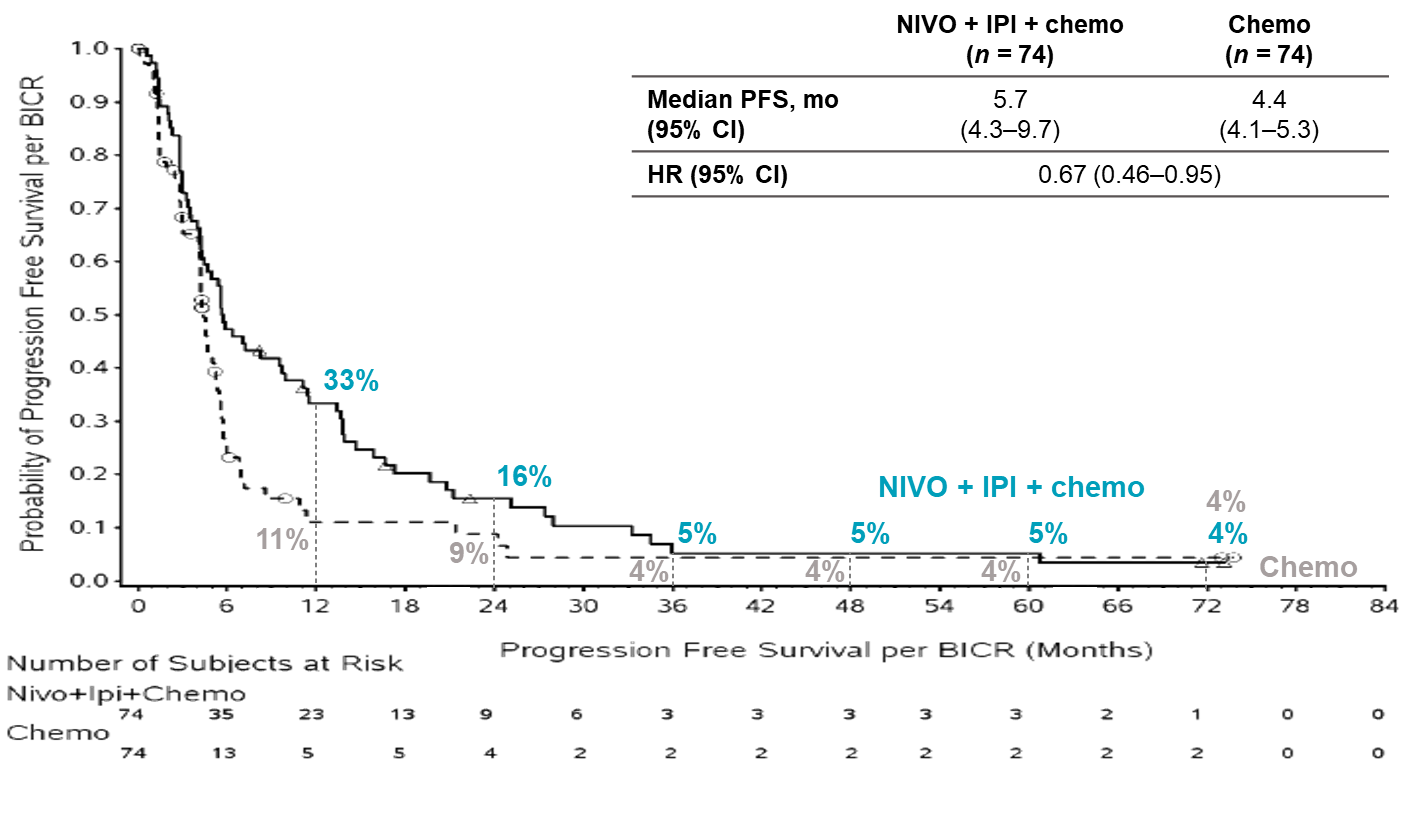 NIVO + IPI + chemo Chemo
(n = 74) (n = 74)
Median PFS, mo 5.7 4.4
(95% CI) (4.3–9.7) (4.1–5.3)
HR (95% CI) 0.67 (0.46–0.95)
Probability of Progression Free Survival per BICR
1.0
0.9
0.8
0.7
0.6
0.5
0.4
0.3
0.2
0.1
0.0
33%
16%
NIVO + IPI + chemo
5%
5%
5%
4%
4%
11%
9%
4%
4%
4%
Chemo
0 6 12 18 24 30 36 42 48 54 60 66 72 78 84
Progression Free Survival per BICR (Months)
Number of Subjects at Risk
Nivo+Ipi+Chemo
74 35 23 13 9 6 3 3 3 3 3 2 1 0 0
Chemo
74 13 5 5 4 2 2 2 2 2 2 2 2 0 0